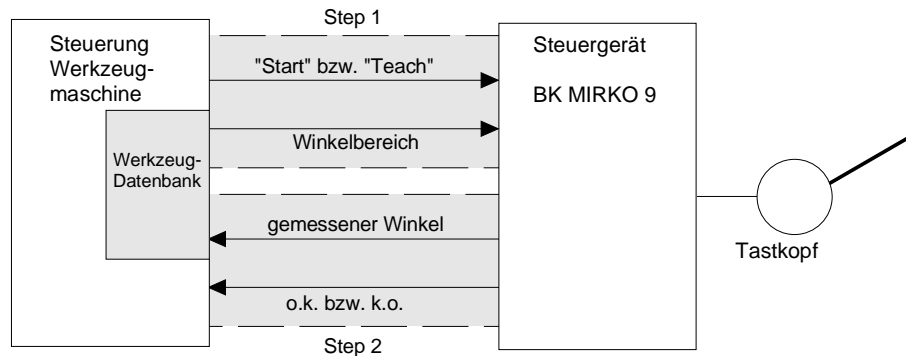 Step 1
Steuerung
Werkzeug-
maschine
Werkzeug-
Datenbank
"Start" bzw. "Teach"
Winkelbereich
gemessener Winkel
o.k. bzw. k.o.
Step 2
Steuergerät
BK MIRKO 9
Tastkopf